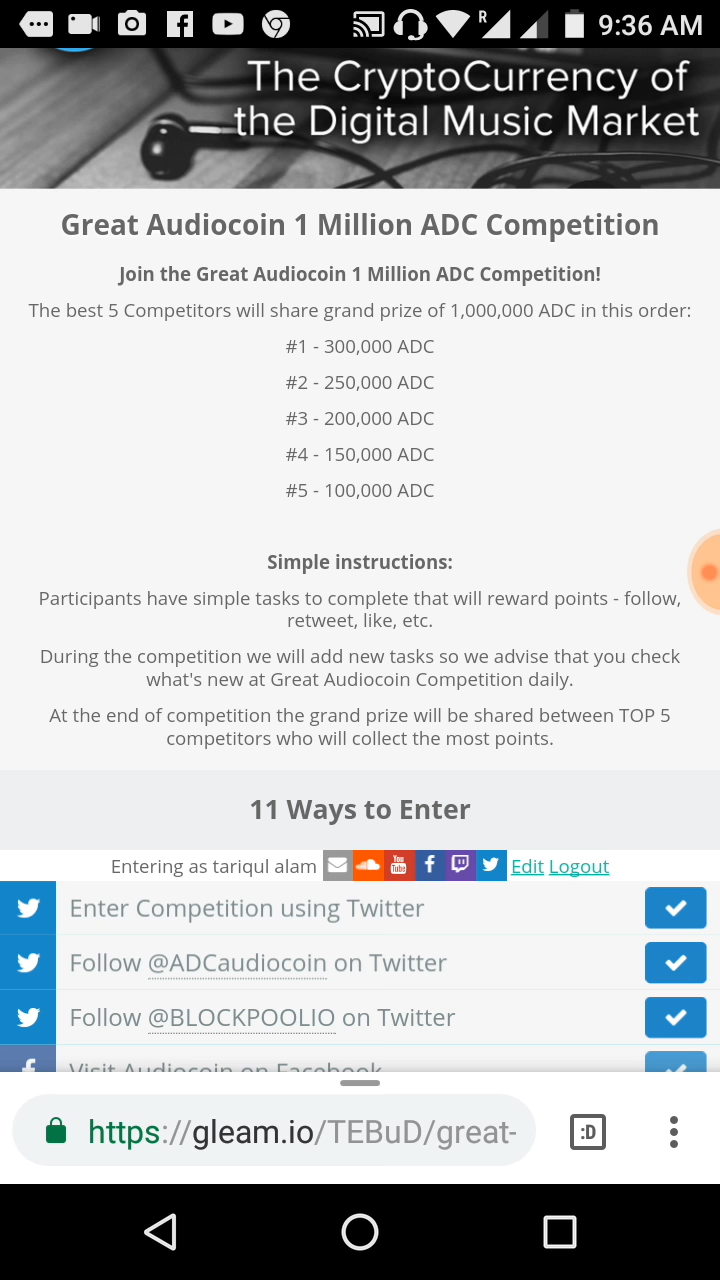 R
9:36 AM
The CryptoCurrency of
the Digital Music Market
Great Audiocoin 1 Million ADC Competition
Join the Great Audiocoin 1 Million ADC Competition!
The best 5 Competitors will share grand prize of 1,000,000 ADC in this order:
#1 - 300,000 ADC
#2 - 250,000 ADC
#3 - 200,000 ADC
#4 - 150,000 ADC
#5 - 100,000 ADC
Simple instructions:
Participants have simple tasks to complete that will reward points - follow,
retweet, like, etc.
During the competition we will add new tasks so we advise that you check
what's new at Great Audiocoin Competition daily.
At the end of competition the grand prize will be shared between TOP 5
competitors who will collect the most points.
11 Ways to Enter
Entering as tariqul alam You Tube Edit Logout
Enter Competition using Twitter
Follow @ADCaudiocoin on Twitter
Follow @BLOCKPOOLIO on Twitter
Visit Audiocoin on Facebook
https://gleam.io/TEBuD/great-
:D